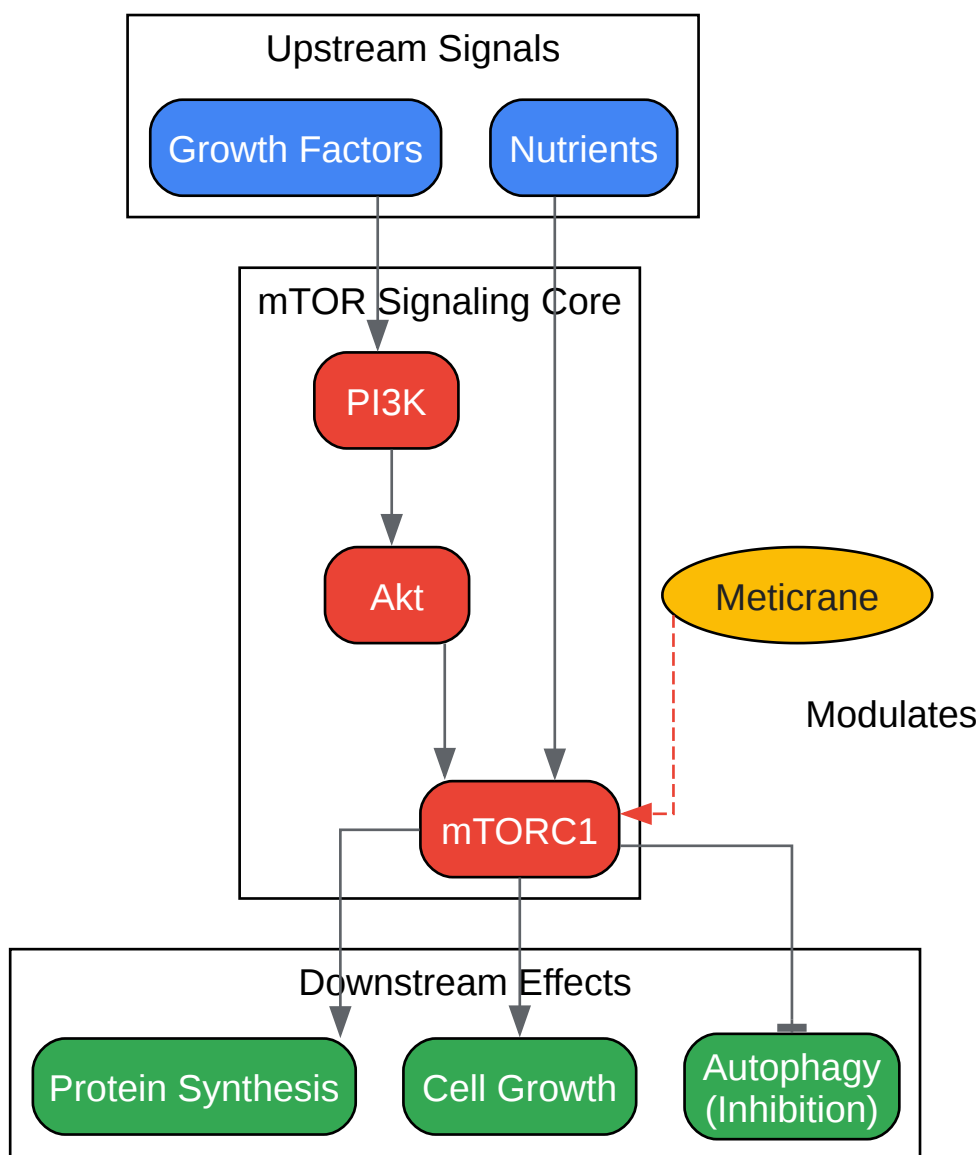 Upstream Signals
Growth Factors
Nutrients
mTOR Signaling Core
PI3K
Akt
Meticrane
Modulates
mTORC1
Downstream Effects
Protein Synthesis
Cell Growth
Autophagy
(Inhibition)